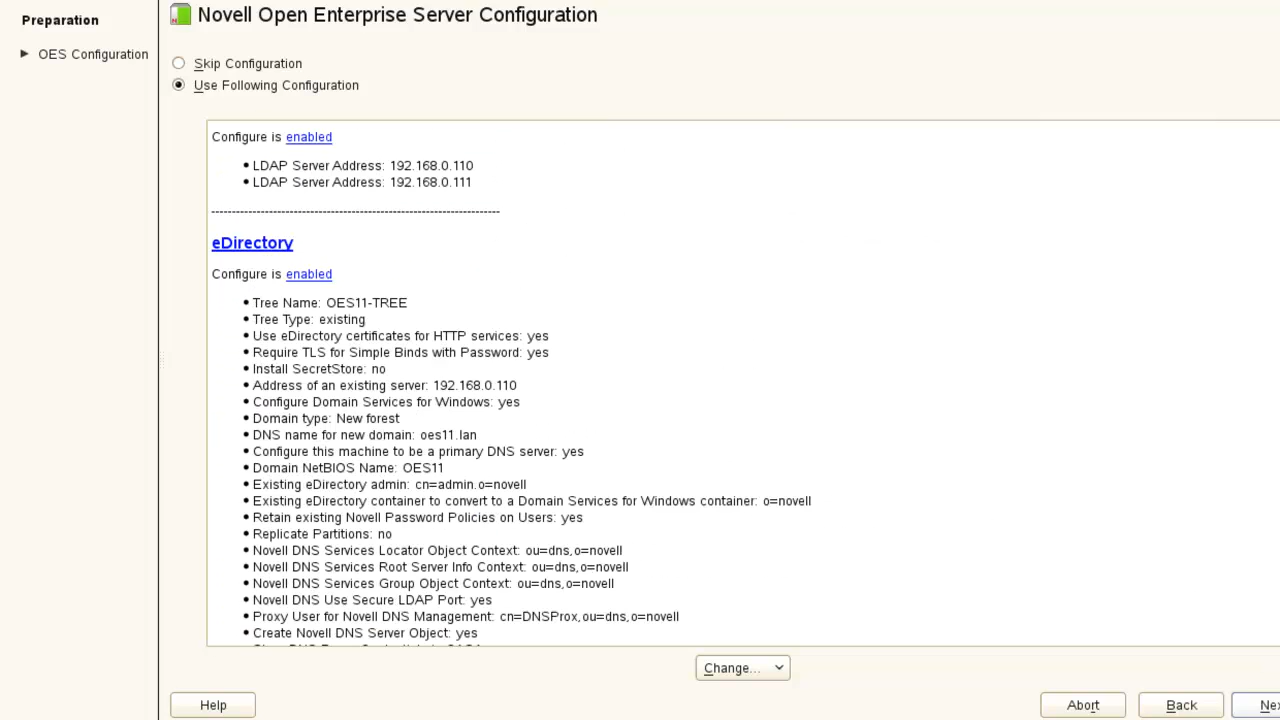 Preparation
OES Configuration
Novell Open Enterprise Server Configuration
Skip Configuration
Use Following Configuration
Configure is enabled
• LDAP Server Address: 192.168.0.110
• LDAP Server Address: 192.168.0.111
----------------------------------------------------------------------
eDirectory
Configure is enabled
• Tree Name: OES11-TREE
• Tree Type: existing
• Use eDirectory certificates for HTTP services: yes
• Require TLS for Simple Binds with Password: yes
• Install SecretStore: no
• Address of an existing server: 192.168.0.110
• Configure Domain Services for Windows: yes
• Domain type: New forest
• DNS name for new domain: oes11.lan
• Configure this machine to be a primary DNS server: yes
• Domain NetBIOS Name: OES11
• Existing eDirectory admin: cn=admin.o=novell
• Existing eDirectory container to convert to a Domain Services for Windows container: o=novell
• Retain existing Novell Password Policies on Users: yes
• Replicate Partitions: no
• Novell DNS Services Locator Object Context: ou=dns,o=novell
• Novell DNS Services Root Server Info Context: ou=dns,o=novell
• Novell DNS Services Group Object Context: ou=dns,o=novell
• Novell DNS Use Secure LDAP Port: yes
• Proxy User for Novell DNS Management: cn=DNSProx,ou=dns,o=novell
• Create Novell DNS Server Object: yes
Change...
Help
Abort
Back